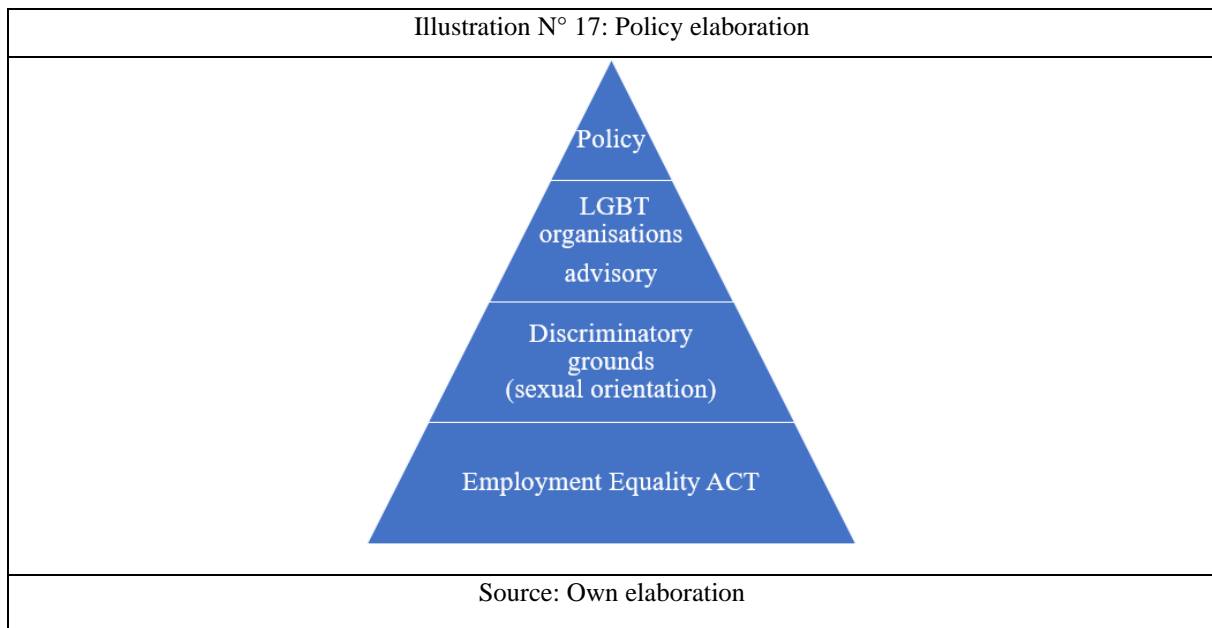 Illustration N° 17: Policy elaboration
Policy
LGBT
organisations
advisory
Discriminatory
grounds
(sexual orientation)
Employment Equality ACT
Source: Own elaboration